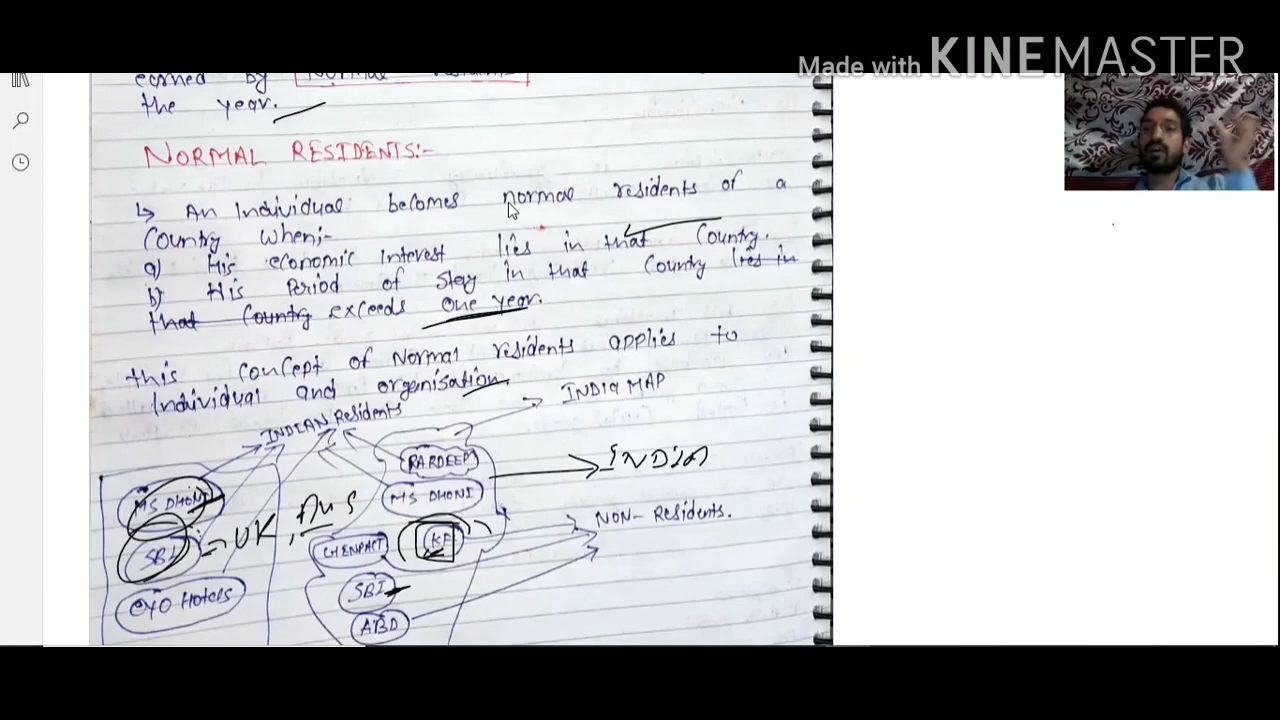 Made with KINEMASTER
earned by Normal residents
the year.
NORMAL RESIDENTS:-
↳ An Individual becomes normal residents of a
Country when;-
a) His economic interest lies in that Country.
b) His Period of Stay in that Country lies in
that Country exceeds One year.
this concept of Normal residents applies to
Individual and organisation.
INDIA MAP
INDIAN Residents
PARDEEP
INDIA
MS DHONI
MS DHONI
NON- Residents.
UK, AUS
SBI
KF
SBI
OYO Hotels
ABD